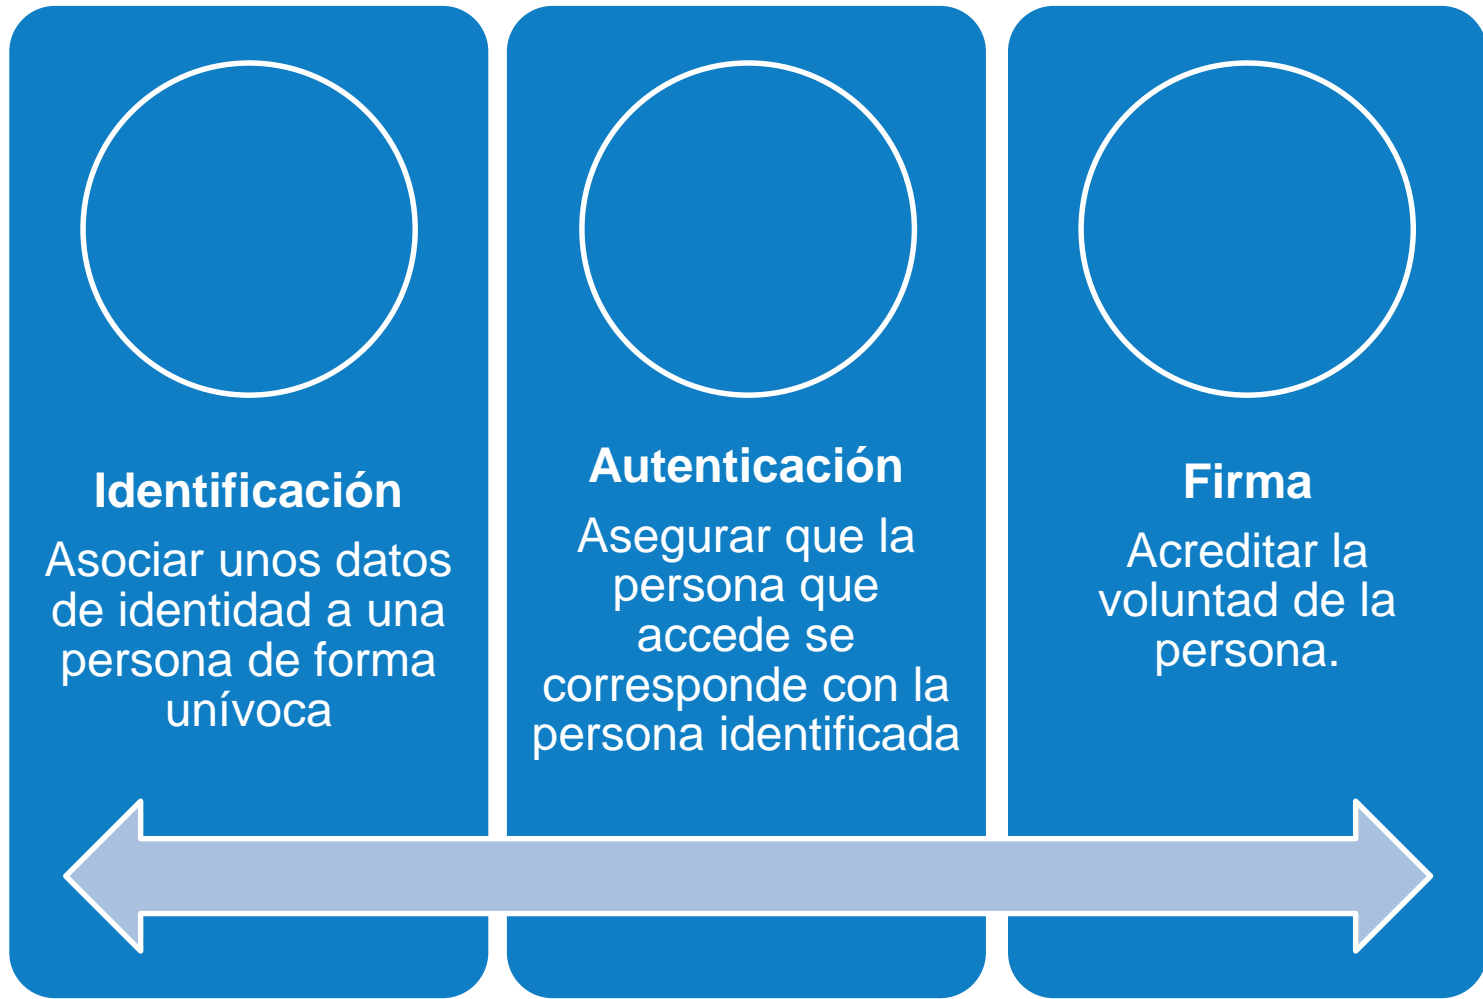 Identificación
Asociar unos datos
de identidad a una
persona de forma
unívoca
Autenticación
Asegurar que la
persona que
accede se
corresponde con la
persona identificada
Firma
Acreditar la
voluntad de la
persona.